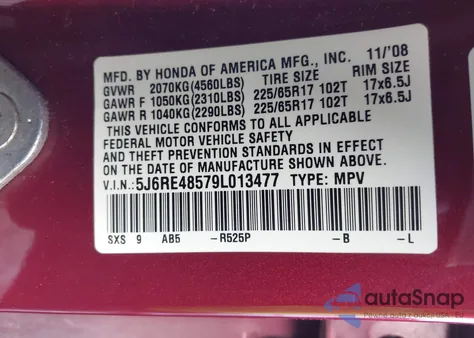 MFD. BY HONDA OF AMERICA MFG., INC. 11/'08
GVWR 2070KG(4560LBS) TIRE SIZE RIM SIZE
GAWR F 1050KG(2310LBS) 225/65R17 102T 17x6.5J
GAWR R 1040KG(2290LBS) 225/65R17 102T 17x6.5J
THIS VEHICLE CONFORMS TO ALL APPLICABLE
FEDERAL MOTOR VEHICLE SAFETY
AND THEFT PREVENTION STANDARDS IN EFFECT ON
THE DATE OF MANUFACTURE SHOWN ABOVE.
V.I.N.: 5J6RE48579L013477 TYPE: MPV
SXS 9 AB5 -R525P -B -L
autoSnap